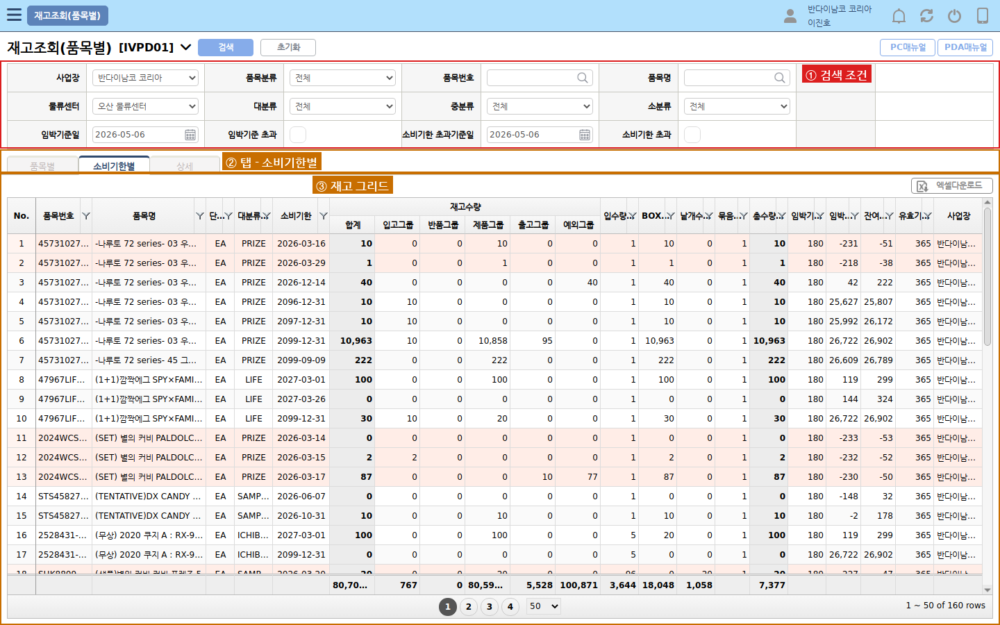 재고조회(품목별)
반다이남코 코리아
이진호
재고조회(품목별) [IVPD01] 검색 초기화 PC매뉴얼 PDA매뉴얼
사업장 반다이남코 코리아 품목분류 전체 품목번호 품목명 ① 검색 조건
물류센터 오산 물류센터 대분류 전체 중분류 전체 소분류 전체
임박기준일 2026-05-06 임박기준 초과 소비기한 초과기준일 2026-05-06 소비기한 초과
품목별 소비기한별 상세 ② 탭 - 소비기한별
③ 재고 그리드 엑셀다운로드
No. 품목번호 품목명 단... 대분류... 소비기한 재고수량 입수량... BOX... 낱개수... 묶음... 총수량... 임박기... 임박... 잔여... 유효기... 사업장
합계 입고그룹 반품그룹 제품그룹 출고그룹 예외그룹
1 45731027... -나루토 72 series- 03 우... EA PRIZE 2026-03-16 10 0 0 10 0 0 1 10 0 1 10 180 -231 -51 365 반다이남...
2 45731027... -나루토 72 series- 03 우... EA PRIZE 2026-03-29 1 0 0 1 0 0 1 1 0 1 1 180 -218 -38 365 반다이남...
3 45731027... -나루토 72 series- 03 우... EA PRIZE 2026-12-14 40 0 0 0 0 40 1 40 0 1 40 180 42 222 365 반다이남...
4 45731027... -나루토 72 series- 03 우... EA PRIZE 2096-12-31 10 10 0 0 0 0 1 10 0 1 10 180 25,627 25,807 365 반다이남...
5 45731027... -나루토 72 series- 03 우... EA PRIZE 2097-12-31 10 10 0 0 0 0 1 10 0 1 10 180 25,992 26,172 365 반다이남...
6 45731027... -나루토 72 series- 03 우... EA PRIZE 2099-12-31 10,963 10 0 10,858 95 0 1 10,963 0 1 10,963 180 26,722 26,902 365 반다이남...
7 45731027... -나루토 72 series- 45 그... EA PRIZE 2099-09-09 222 0 0 222 0 0 1 222 0 1 222 180 26,609 26,789 365 반다이남...
8 47967LIF... (1+1)깜짝에그 SPY×FAMI... EA LIFE 2027-03-01 100 0 0 100 0 0 1 100 0 1 100 180 119 299 365 반다이남...
9 47967LIF... (1+1)깜짝에그 SPY×FAMI... EA LIFE 2027-03-26 0 0 0 0 0 0 1 0 0 1 0 180 144 324 365 반다이남...
10 47967LIF... (1+1)깜짝에그 SPY×FAMI... EA LIFE 2099-12-31 30 10 0 20 0 0 1 30 0 1 30 180 26,722 26,902 365 반다이남...
11 2024WCS... (SET) 별의 커비 PALDOLC... EA PRIZE 2026-03-14 0 0 0 0 0 0 1 0 0 1 0 180 -233 -53 365 반다이남...
12 2024WCS... (SET) 별의 커비 PALDOLC... EA PRIZE 2026-03-15 2 2 0 0 0 0 1 2 0 1 2 180 -232 -52 365 반다이남...
13 2024WCS... (SET) 별의 커비 PALDOLC... EA PRIZE 2026-03-17 87 0 0 0 10 77 1 87 0 1 87 180 -230 -50 365 반다이남...
14 STS45827... (TENTATIVE)DX CANDY ... EA SAMP... 2026-06-07 0 0 0 0 0 0 1 0 0 1 0 180 -148 32 365 반다이남...
15 STS45827... (TENTATIVE)DX CANDY ... EA SAMP... 2026-10-31 10 0 0 10 0 0 1 10 0 1 10 180 -2 178 365 반다이남...
16 2528431-... (무상) 2020 쿠지 A : RX-9... EA ICHIB... 2027-03-01 100 0 0 100 0 0 5 20 0 1 100 180 119 299 365 반다이남...
17 2528431-... (무상) 2020 쿠지 A : RX-9... EA ICHIB... 2099-12-31 0 0 0 0 0 0 5 0 0 1 0 180 26,722 26,902 365 반다이남...
80,70... 767 0 80,59... 5,528 100,871 3,644 18,048 1,058 7,377
1 2 3 4 50 1 ~ 50 of 160 rows